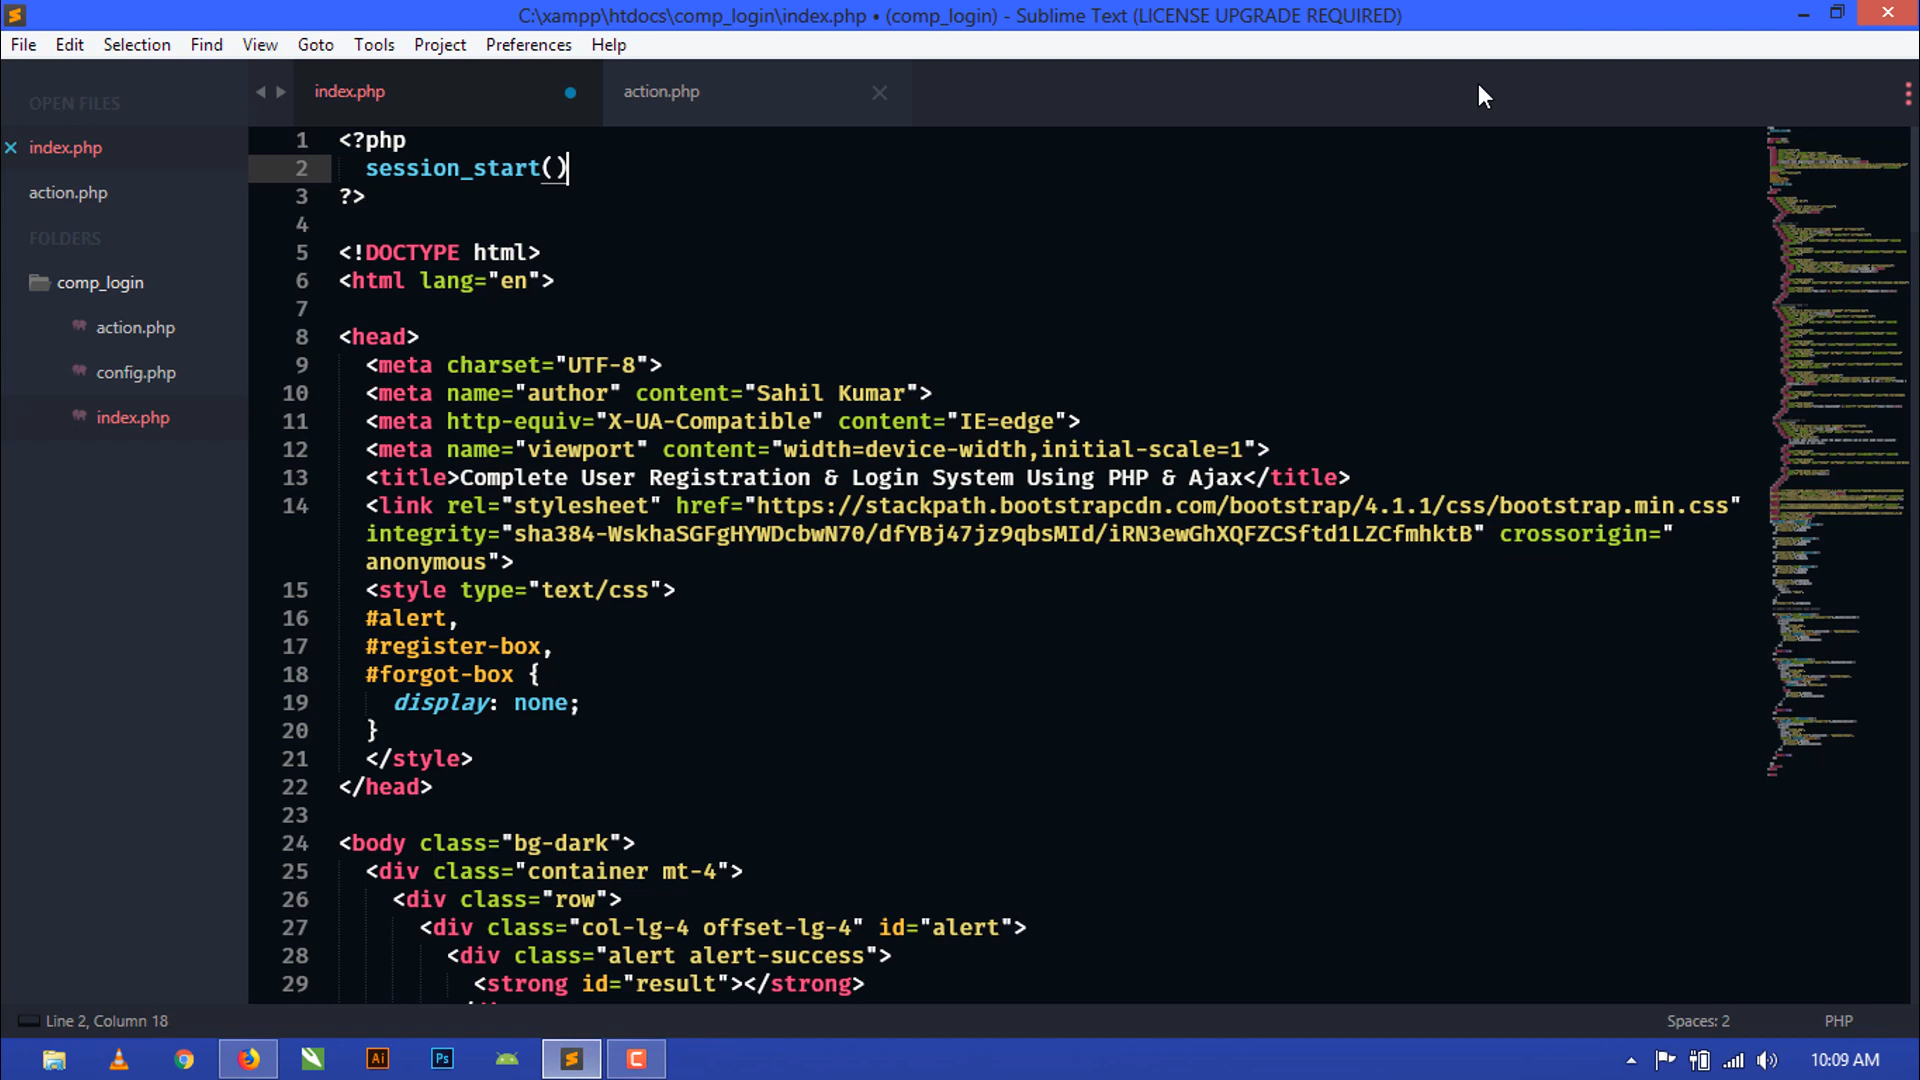 C:\xampp\htdocs\comp_login\index.php • (comp_login) - Sublime Text (LICENSE UPGRADE REQUIRED)
File Edit Selection Find View Goto Tools Project Preferences Help
OPEN FILES
index.php
action.php
FOLDERS
comp_login
action.php
config.php
index.php
index.php action.php
1 <?php
2 session_start()
3 ?>
4
5 <!DOCTYPE html>
6 <html lang="en">
7
8 <head>
9 <meta charset="UTF-8">
10 <meta name="author" content="Sahil Kumar">
11 <meta http-equiv="X-UA-Compatible" content="IE=edge">
12 <meta name="viewport" content="width=device-width,initial-scale=1">
13 <title>Complete User Registration & Login System Using PHP & Ajax</title>
14 <link rel="stylesheet" href="https://stackpath.bootstrapcdn.com/bootstrap/4.1.1/css/bootstrap.min.css"
integrity="sha384-WskhaSGFgHYWDcbwN70/dfYBj47jz9qbsMId/iRN3ewGhXQFZCSftd1LZCfmhktB" crossorigin="
anonymous">
15 <style type="text/css">
16 #alert,
17 #register-box,
18 #forgot-box {
19 display: none;
20 }
21 </style>
22 </head>
23
24 <body class="bg-dark">
25 <div class="container mt-4">
26 <div class="row">
27 <div class="col-lg-4 offset-lg-4" id="alert">
28 <div class="alert alert-success">
29 <strong id="result"></strong>
Line 2, Column 18
Spaces: 2 PHP
Ai Ps C
10:09 AM